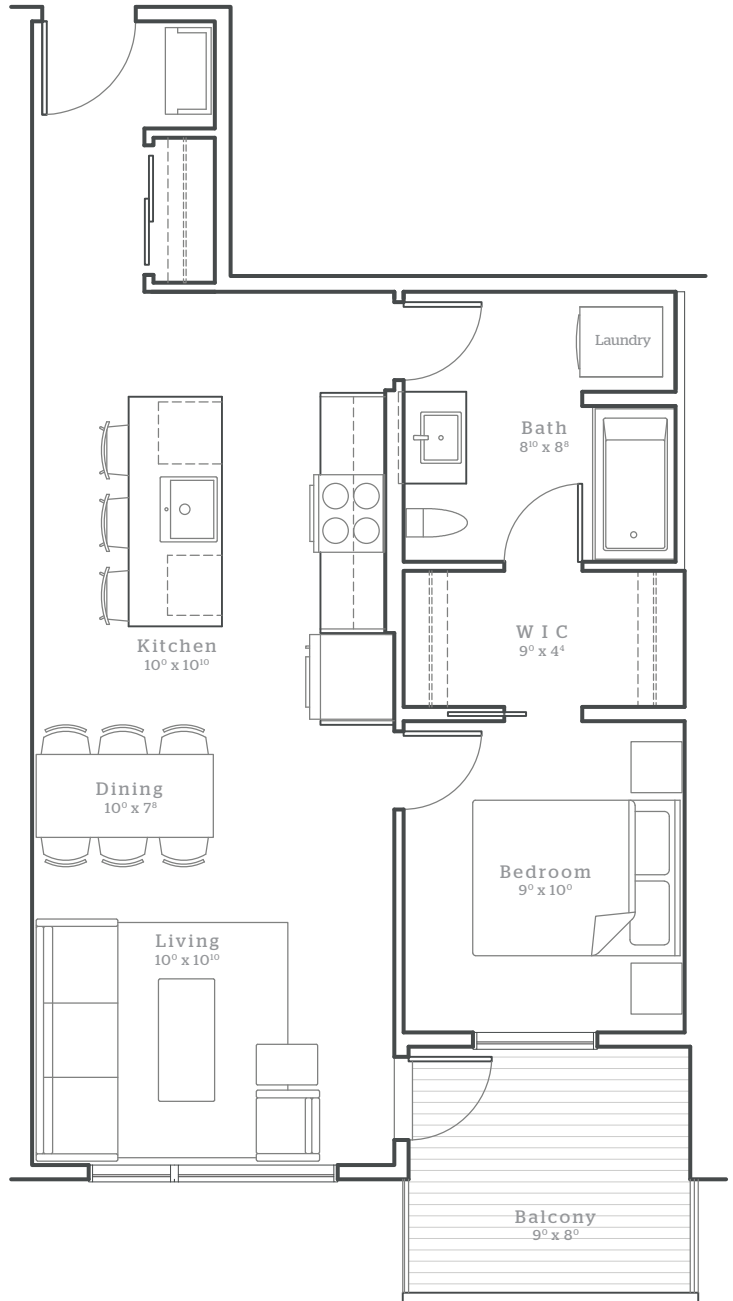 Laundry
Bath
8¹⁰ x 8⁸
WIC
9⁰ x 4⁴
Kitchen
10⁰ x 10¹⁰
Dining
10⁰ x 7⁸
Bedroom
9⁰ x 10⁰
Living
10⁰ x 10¹⁰
Balcony
9⁰ x 8⁰